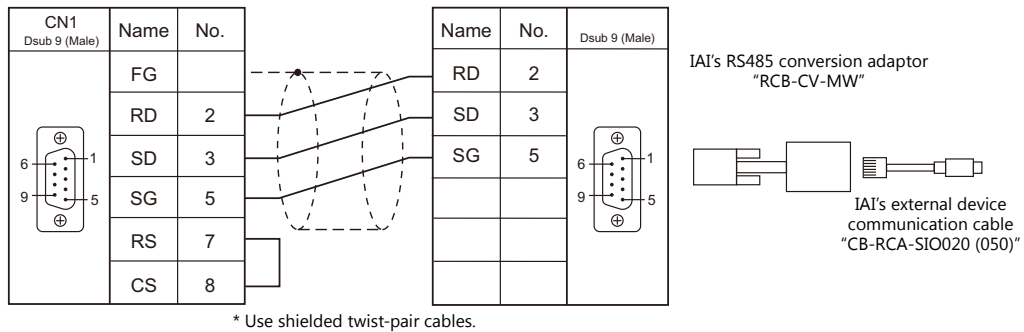 CN1
Dsub 9 (Male)
Name No.
FG
RD 2
SD 3
SG 5
RS 7
CS 8
6
1
9
5
Name No.
Dsub 9 (Male)
RD 2
SD 3
SG 5
6
1
9
5
* Use shielded twist-pair cables.
IAI's RS485 conversion adaptor
"RCB-CV-MW"
IAI's external device
communication cable
"CB-RCA-SIO020 (050)"